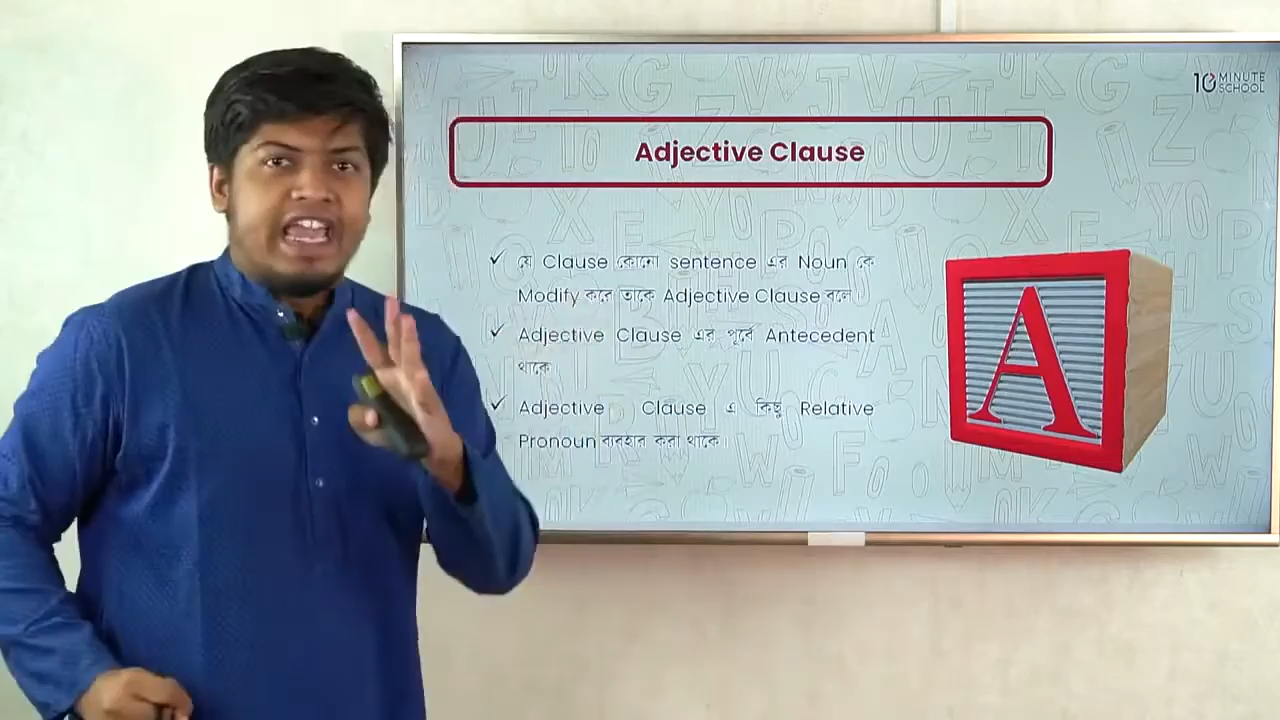 10 MINUTE
SCHOOL
Adjective Clause
যে Clause কোনো sentence এর Noun কে
Modify করে তাকে Adjective Clause বলে।
Adjective Clause এর পূর্বে Antecedent
থাকে
Adjective Clause এ কিছু Relative
Pronoun ব্যবহার করা থাকে
A